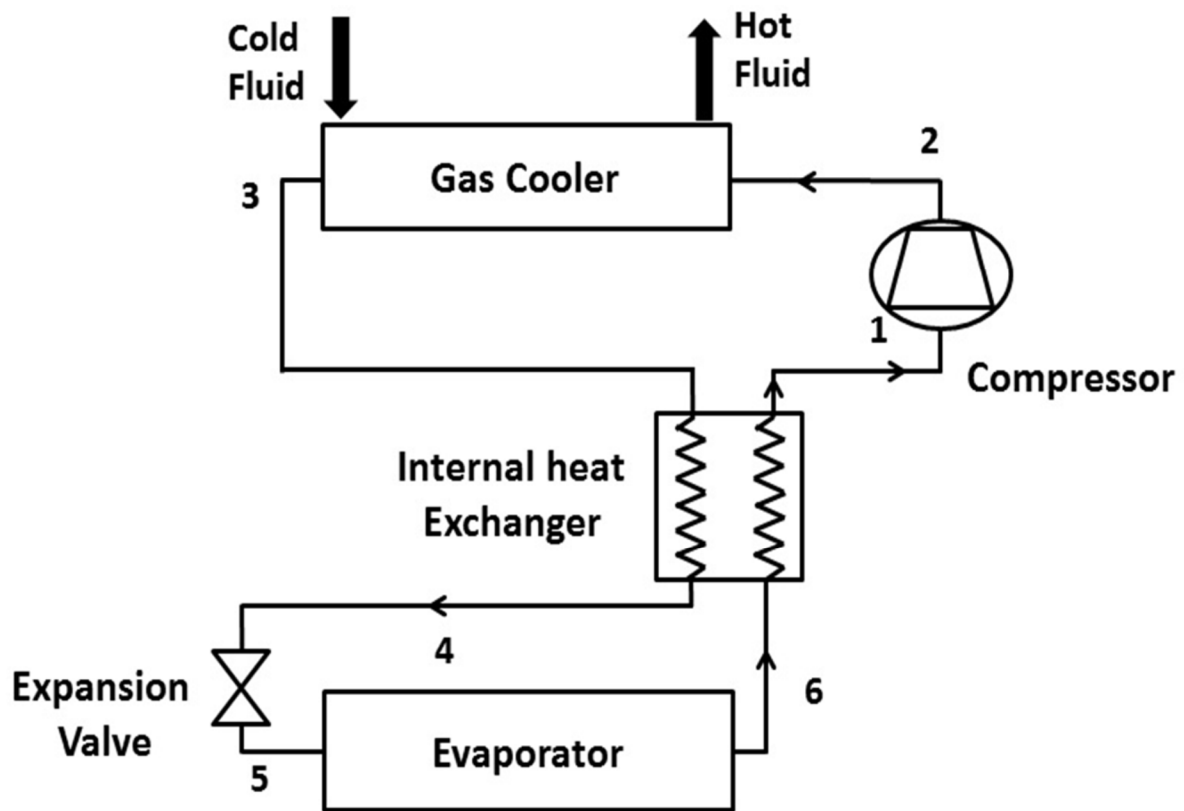 Cold
Fluid
Hot
Fluid
Gas Cooler
2
3
1
Compressor
Internal heat
Exchanger
4
Expansion
Valve
6
Evaporator
5